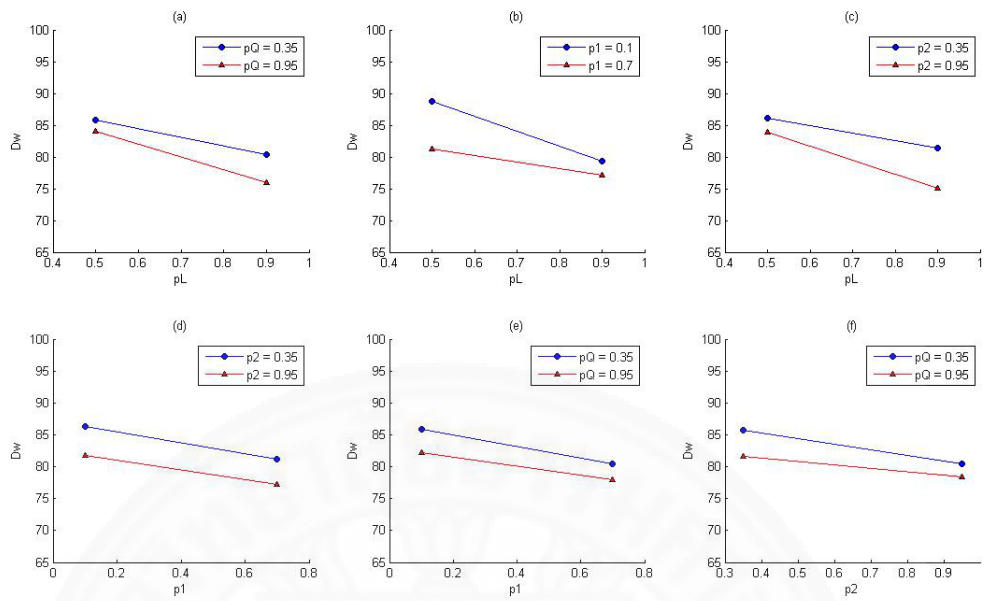 (a)
100
95
90
85
80
75
70
65
Dw
0.4 0.5 0.6 0.7 0.8 0.9 1
pL
pQ = 0.35
pQ = 0.95
(b)
100
95
90
85
80
75
70
65
Dw
0.4 0.5 0.6 0.7 0.8 0.9 1
pL
p1 = 0.1
p1 = 0.7
(c)
100
95
90
85
80
75
70
65
Dw
0.4 0.5 0.6 0.7 0.8 0.9 1
pL
p2 = 0.35
p2 = 0.95
(d)
100
95
90
85
80
75
70
65
Dw
0 0.2 0.4 0.6 0.8
p1
p2 = 0.35
p2 = 0.95
(e)
100
95
90
85
80
75
70
65
Dw
0 0.2 0.4 0.6 0.8
p1
pQ = 0.35
pQ = 0.95
(f)
100
95
90
85
80
75
70
65
Dw
0.3 0.4 0.5 0.6 0.7 0.8 0.9
p2
pQ = 0.35
pQ = 0.95